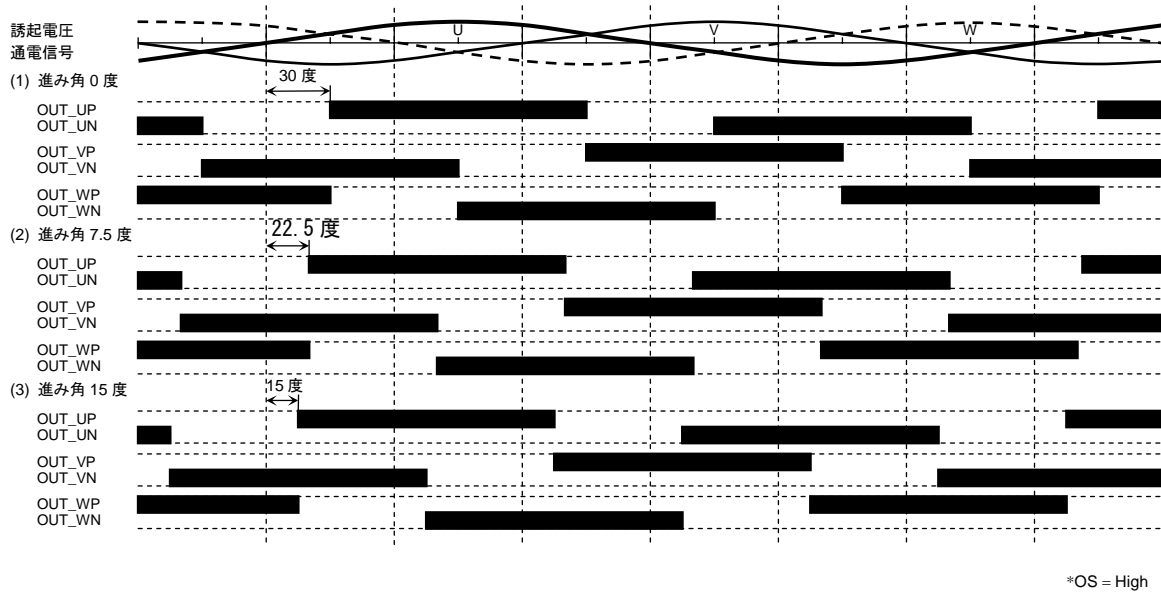 誘起電圧
通電信号
U
V
W
(1) 進み角 0 度
30 度
OUT_UP
OUT_UN
OUT_VP
OUT_VN
OUT_WP
OUT_WN
(2) 進み角 7.5 度
22.5 度
OUT_UP
OUT_UN
OUT_VP
OUT_VN
OUT_WP
OUT_WN
(3) 進み角 15 度
15 度
OUT_UP
OUT_UN
OUT_VP
OUT_VN
OUT_WP
OUT_WN
*OS = High